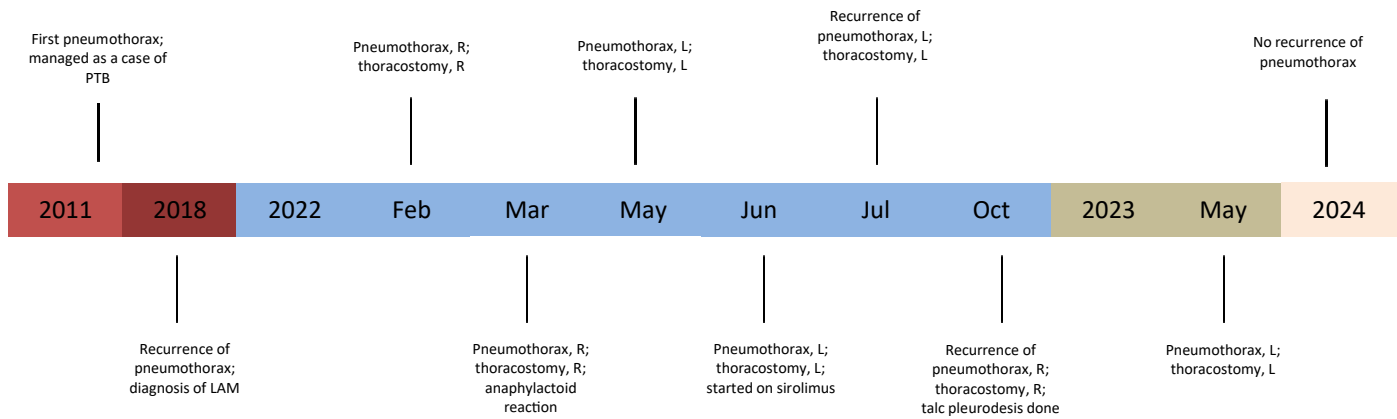 First pneumothorax;
managed as a case of
PTB
Pneumothorax, R;
thoracostomy, R
Pneumothorax, L;
thoracostomy, L
Recurrence of
pneumothorax, L;
thoracostomy, L
No recurrence of
pneumothorax
2011
2018
2022
Feb
Mar
May
Jun
Jul
Oct
2023
May
2024
Recurrence of
pneumothorax;
diagnosis of LAM
Pneumothorax, R;
thoracostomy, R;
anaphylactoid
reaction
Pneumothorax, L;
thoracostomy, L;
started on sirolimus
Recurrence of
pneumothorax, R;
thoracostomy, R;
talc pleurodesis done
Pneumothorax, L;
thoracostomy, L